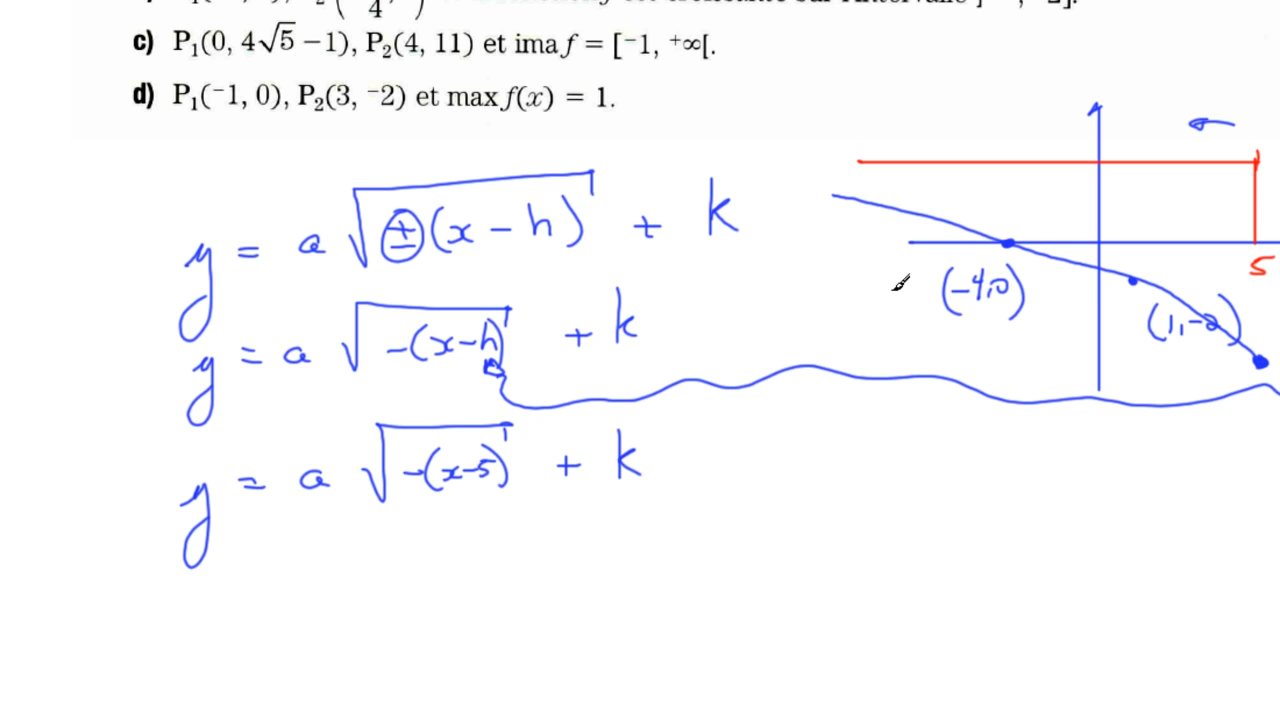 c) P₁(0, 4√5 – 1), P₂(4, 11) et ima f = [⁻1, ⁺∞[.
d) P₁(⁻1, 0), P₂(3, ⁻2) et max f(x) = 1.
y = a √(±(x – h)) + k
y = a √(–(x–h)) + k
y = a √(–(x–5)) + k
5
(–4,0)
(1,–2)